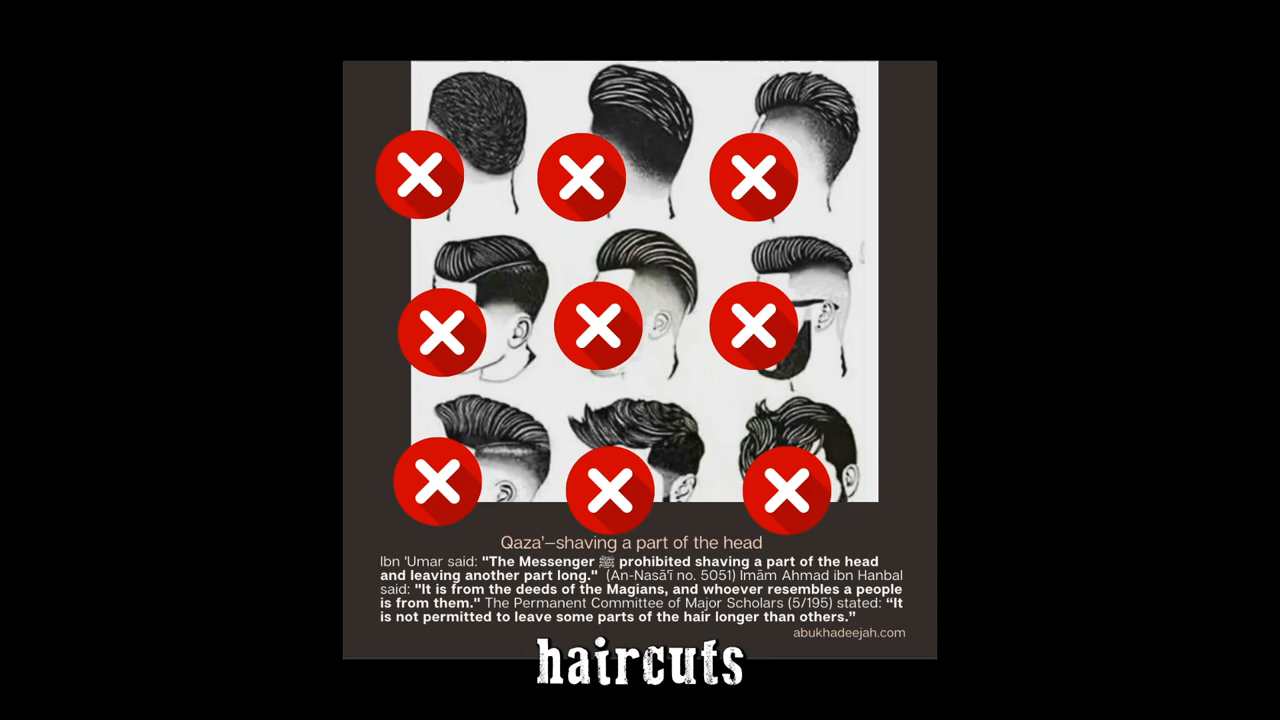 Qaza’—shaving a part of the head
Ibn 'Umar said: "The Messenger ﷺ prohibited shaving a part of the head
and leaving another part long." (An-Nasā'ī no. 5051) Imām Ahmad ibn Hanbal
said: "It is from the deeds of the Magians, and whoever resembles a people
is from them." The Permanent Committee of Major Scholars (5/195) stated: “It
is not permitted to leave some parts of the hair longer than others.”
abukhadeejah.com
haircuts